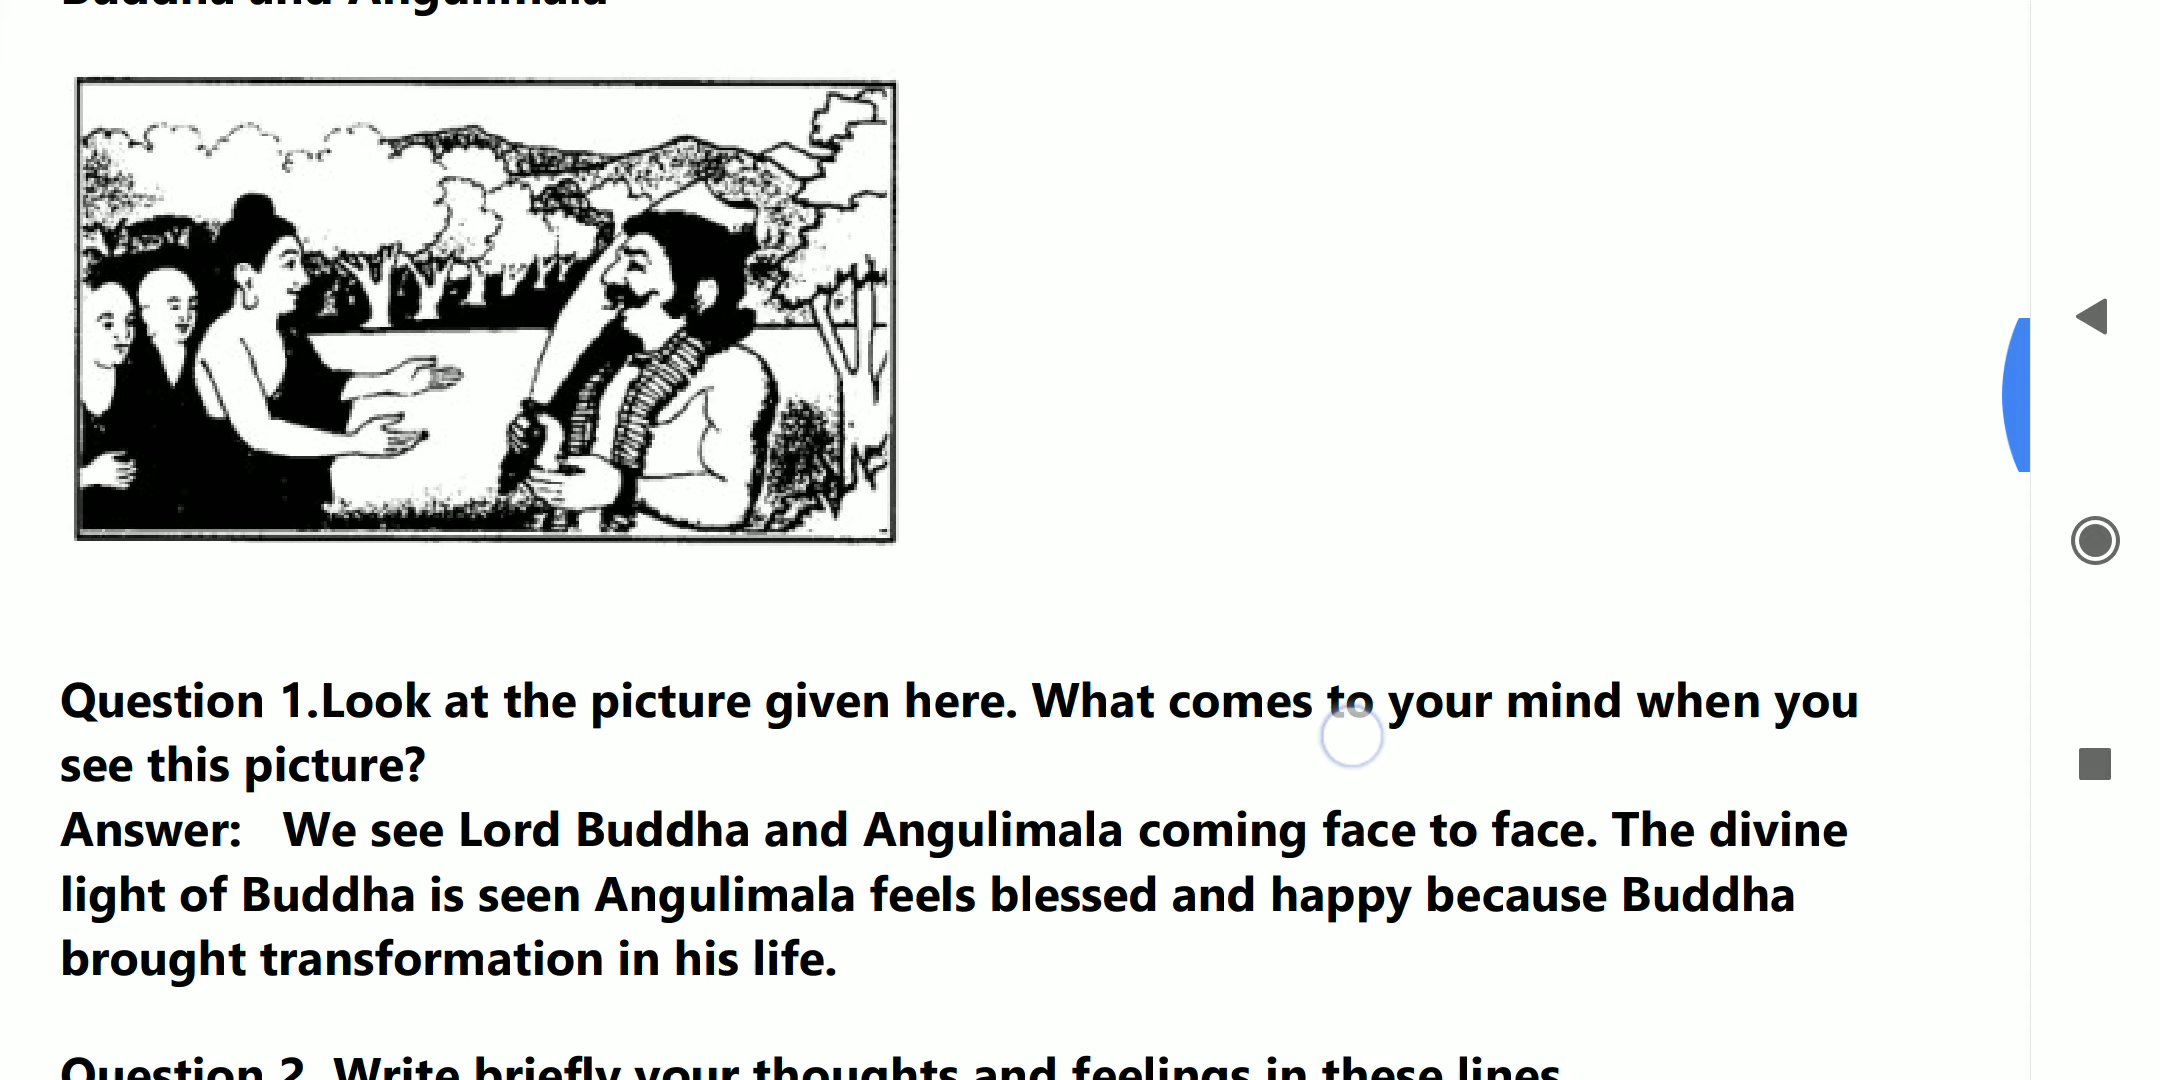 Buddha and Angulimala
Question 1.Look at the picture given here. What comes to your mind when you
see this picture?
Answer:   We see Lord Buddha and Angulimala coming face to face. The divine
light of Buddha is seen Angulimala feels blessed and happy because Buddha
brought transformation in his life.
Question 2. Write briefly your thoughts and feelings in these lines